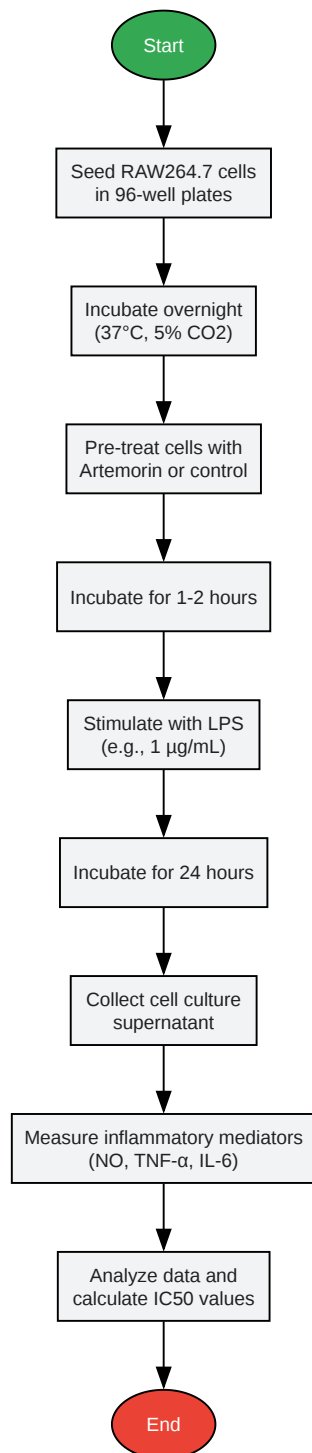 Start
Seed RAW264.7 cells
in 96-well plates
Incubate overnight
(37°C, 5% CO2)
Pre-treat cells with
Artemorin or control
Incubate for 1-2 hours
Stimulate with LPS
(e.g., 1 µg/mL)
Incubate for 24 hours
Collect cell culture
supernatant
Measure inflammatory mediators
(NO, TNF-α, IL-6)
Analyze data and
calculate IC50 values
End